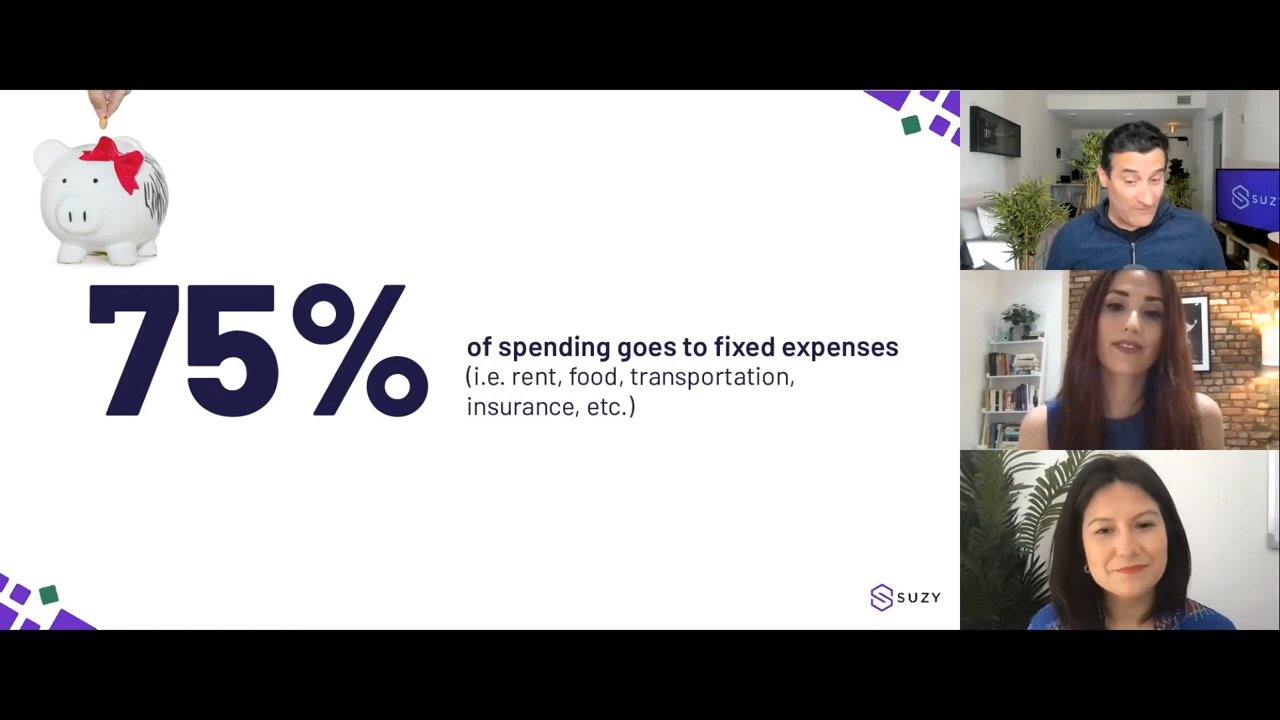 75%
of spending goes to fixed expenses
(i.e. rent, food, transportation,
insurance, etc.)
SUZY
SUZ